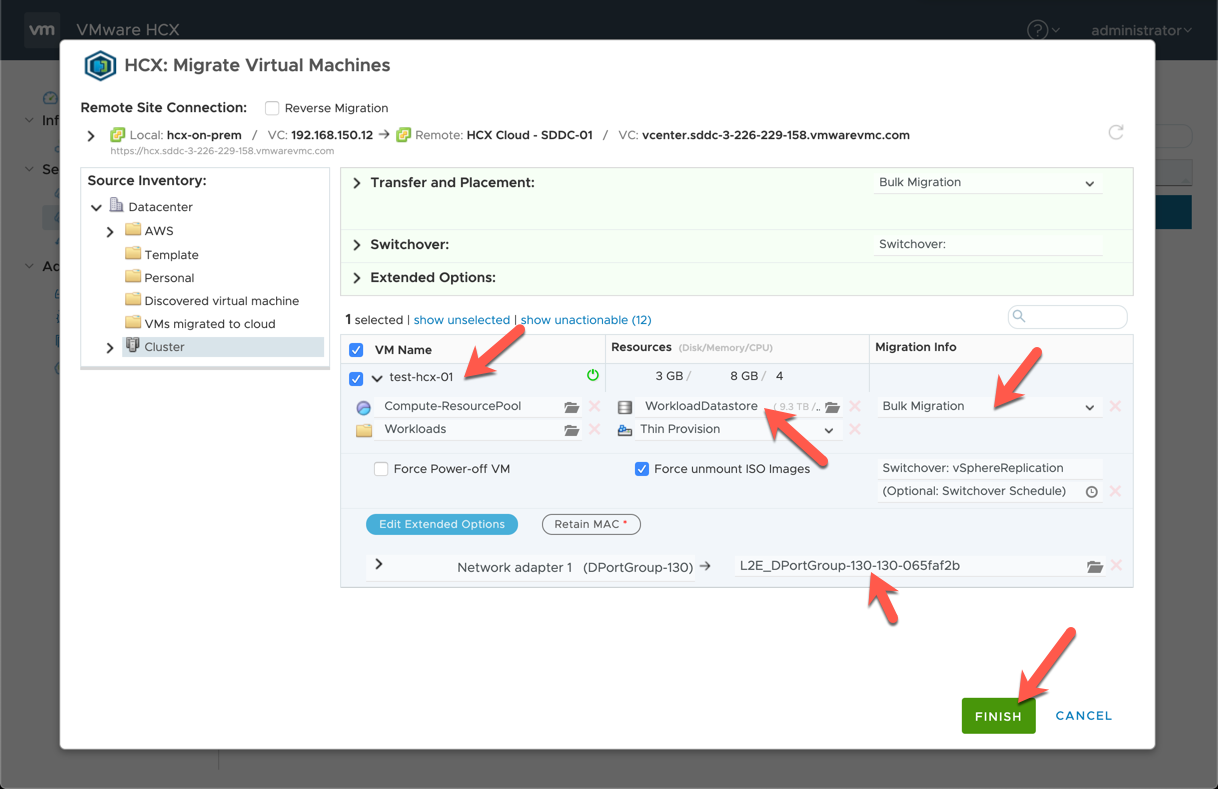 vm VMware HCX administrator
HCX: Migrate Virtual Machines
Remote Site Connection: Reverse Migration
Local: hcx-on-prem / VC: 192.168.150.12 → Remote: HCX Cloud - SDDC-01 / VC: vcenter.sddc-3-226-229-158.vmwarevmc.com
https://hcx.sddc-3-226-229-158.vmwarevmc.com
Source Inventory:
Datacenter
AWS
Template
Personal
Discovered virtual machine
VMs migrated to cloud
Cluster
Transfer and Placement: Bulk Migration
Switchover: Switchover:
Extended Options:
1 selected | show unselected | show unactionable (12)
VM Name Resources (Disk/Memory/CPU) Migration Info
test-hcx-01 3 GB / 8 GB / 4
Compute-ResourcePool WorkloadDatastore ( 9.3 TB /.. Bulk Migration
Workloads Thin Provision
Force Power-off VM Force unmount ISO Images Switchover: vSphereReplication
(Optional: Switchover Schedule)
Edit Extended Options Retain MAC *
Network adapter 1 (DPortGroup-130) → L2E_DPortGroup-130-130-065faf2b
FINISH CANCEL